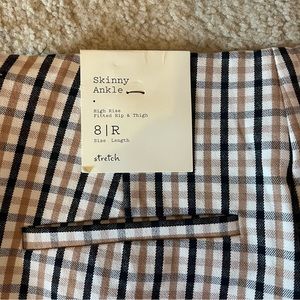 Skinny
Ankle
High Rise
Fitted Hip & Thigh
8|R
Size Length
stretch